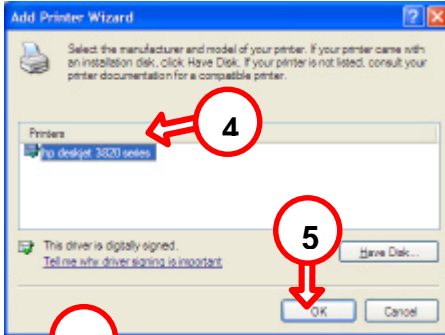 Add Printer Wizard
Select the manufacturer and model of your printer. If your printer came with
an installation disk, click Have Disk. If your printer is not listed, consult your
printer documentation for a compatible printer.
4
Printers
hp deskjet 3820 series
5
This driver is digitally signed.
Tell me why driver signing is important
Have Disk...
OK
Cancel